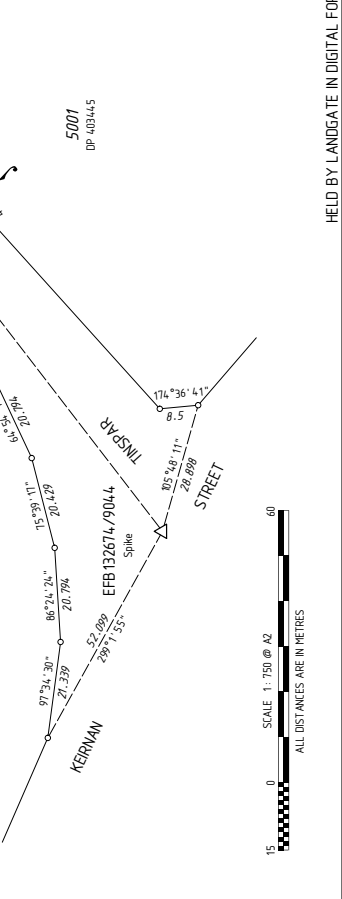 HELD BY LANDGATE IN DIGITAL FOR
5001
DP 403445
64°54'
20.794
75°39'17"
20.429
86°24'24"
20.794
97°34'30"
21.339
TINSPAR
174°36'41"
8.5
105°48'11"
28.898
STREET
EFB132674/9044
Spike
52.099
299°1'55"
KEIRNAN
SCALE 1:750 @ A2
15
0
60
ALL DISTANCES ARE IN METRES